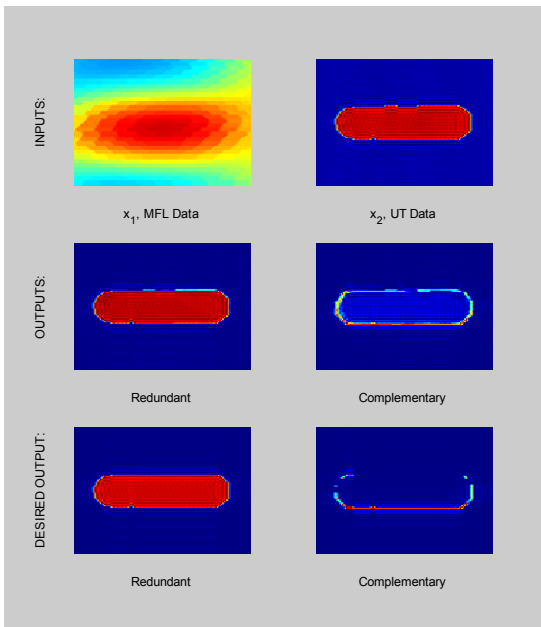 INPUTS:
x1, MFL Data
x2, UT Data
OUTPUTS:
Redundant
Complementary
DESIRED OUTPUT:
Redundant
Complementary